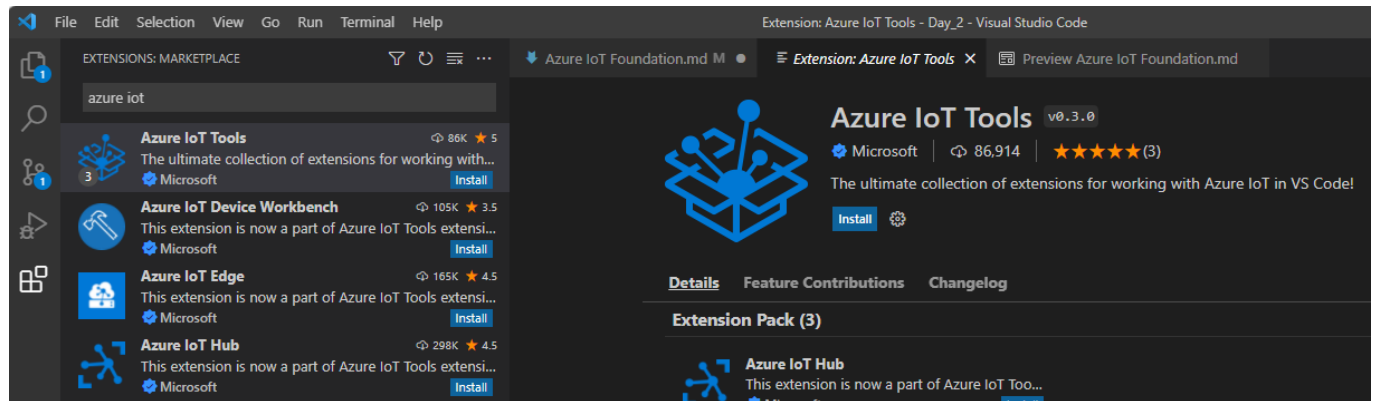 File Edit Selection View Go Run Terminal Help
Extension: Azure IoT Tools - Day_2 - Visual Studio Code
1
1
EXTENSIONS: MARKETPLACE
azure iot
Azure IoT Tools 86K 5
The ultimate collection of extensions for working with...
3 Microsoft Install
Azure IoT Device Workbench 105K 3.5
This extension is now a part of Azure IoT Tools extensi...
Microsoft Install
Azure IoT Edge 165K 4.5
This extension is now a part of Azure IoT Tools extensi...
Microsoft Install
Azure IoT Hub 298K 4.5
This extension is now a part of Azure IoT Tools extensi...
Microsoft Install
Azure IoT Foundation.md M
Extension: Azure IoT Tools
Preview Azure IoT Foundation.md
Azure IoT Tools v0.3.0
Microsoft 86,914 (3)
The ultimate collection of extensions for working with Azure IoT in VS Code!
Install
Details Feature Contributions Changelog
Extension Pack (3)
Azure IoT Hub
This extension is now a part of Azure IoT Too...